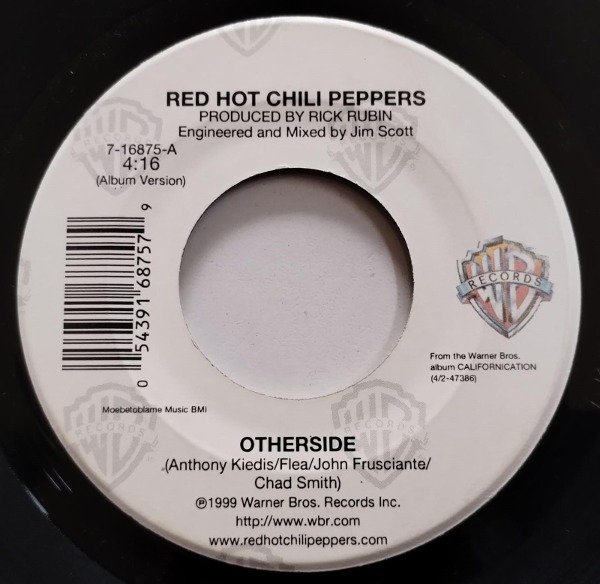 RED HOT CHILI PEPPERS
PRODUCED BY RICK RUBIN
Engineered and Mixed by Jim Scott
7-16875-A
4:16
(Album Version)
0 54391 68757 9
WB
RECORDS
From the Warner Bros.
album CALIFORNICATION
(4/2-47386)
Moebetoblame Music BMI
OTHERSIDE
(Anthony Kiedis/Flea/John Frusciante/
Chad Smith)
℗1999 Warner Bros. Records Inc.
http://www.wbr.com
www.redhotchilipeppers.com